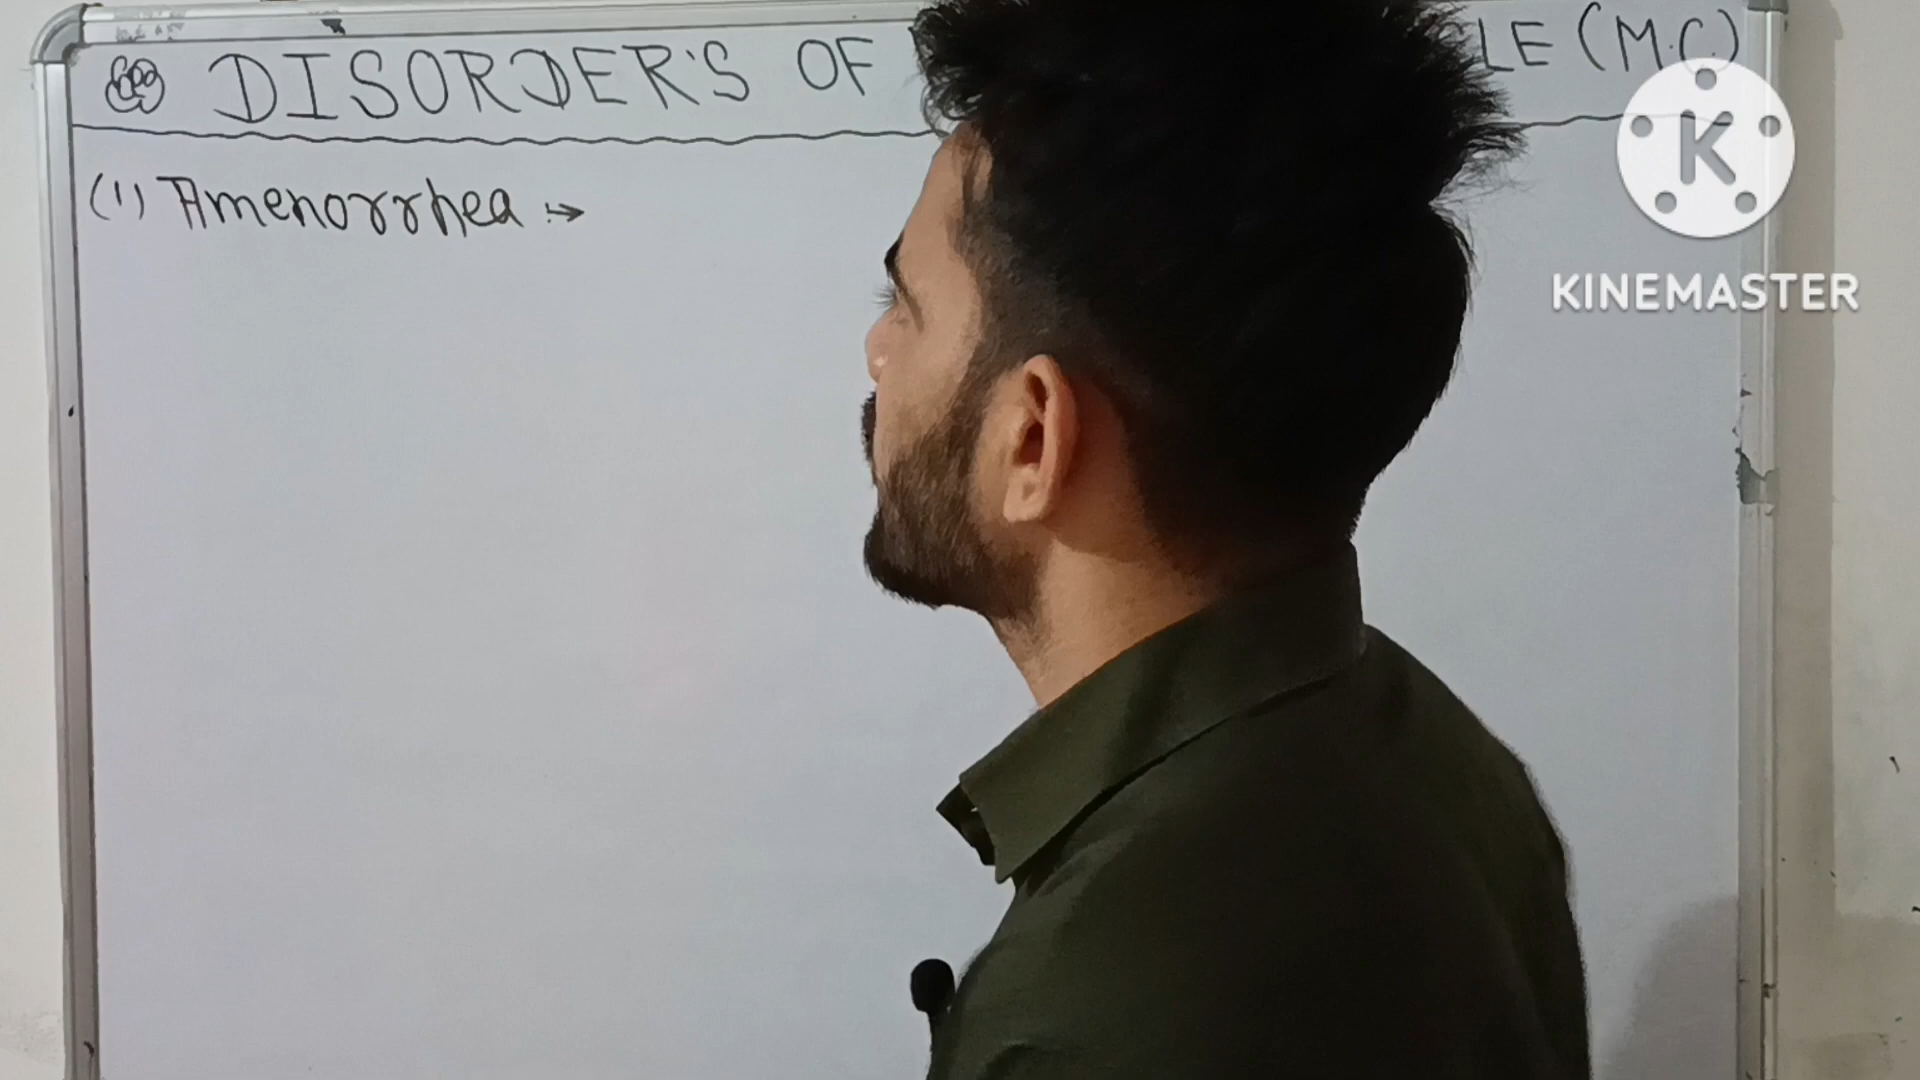 DISORDER'S OF LE (M.C.)
(1) Amenorrhea :→
K
KINEMASTER